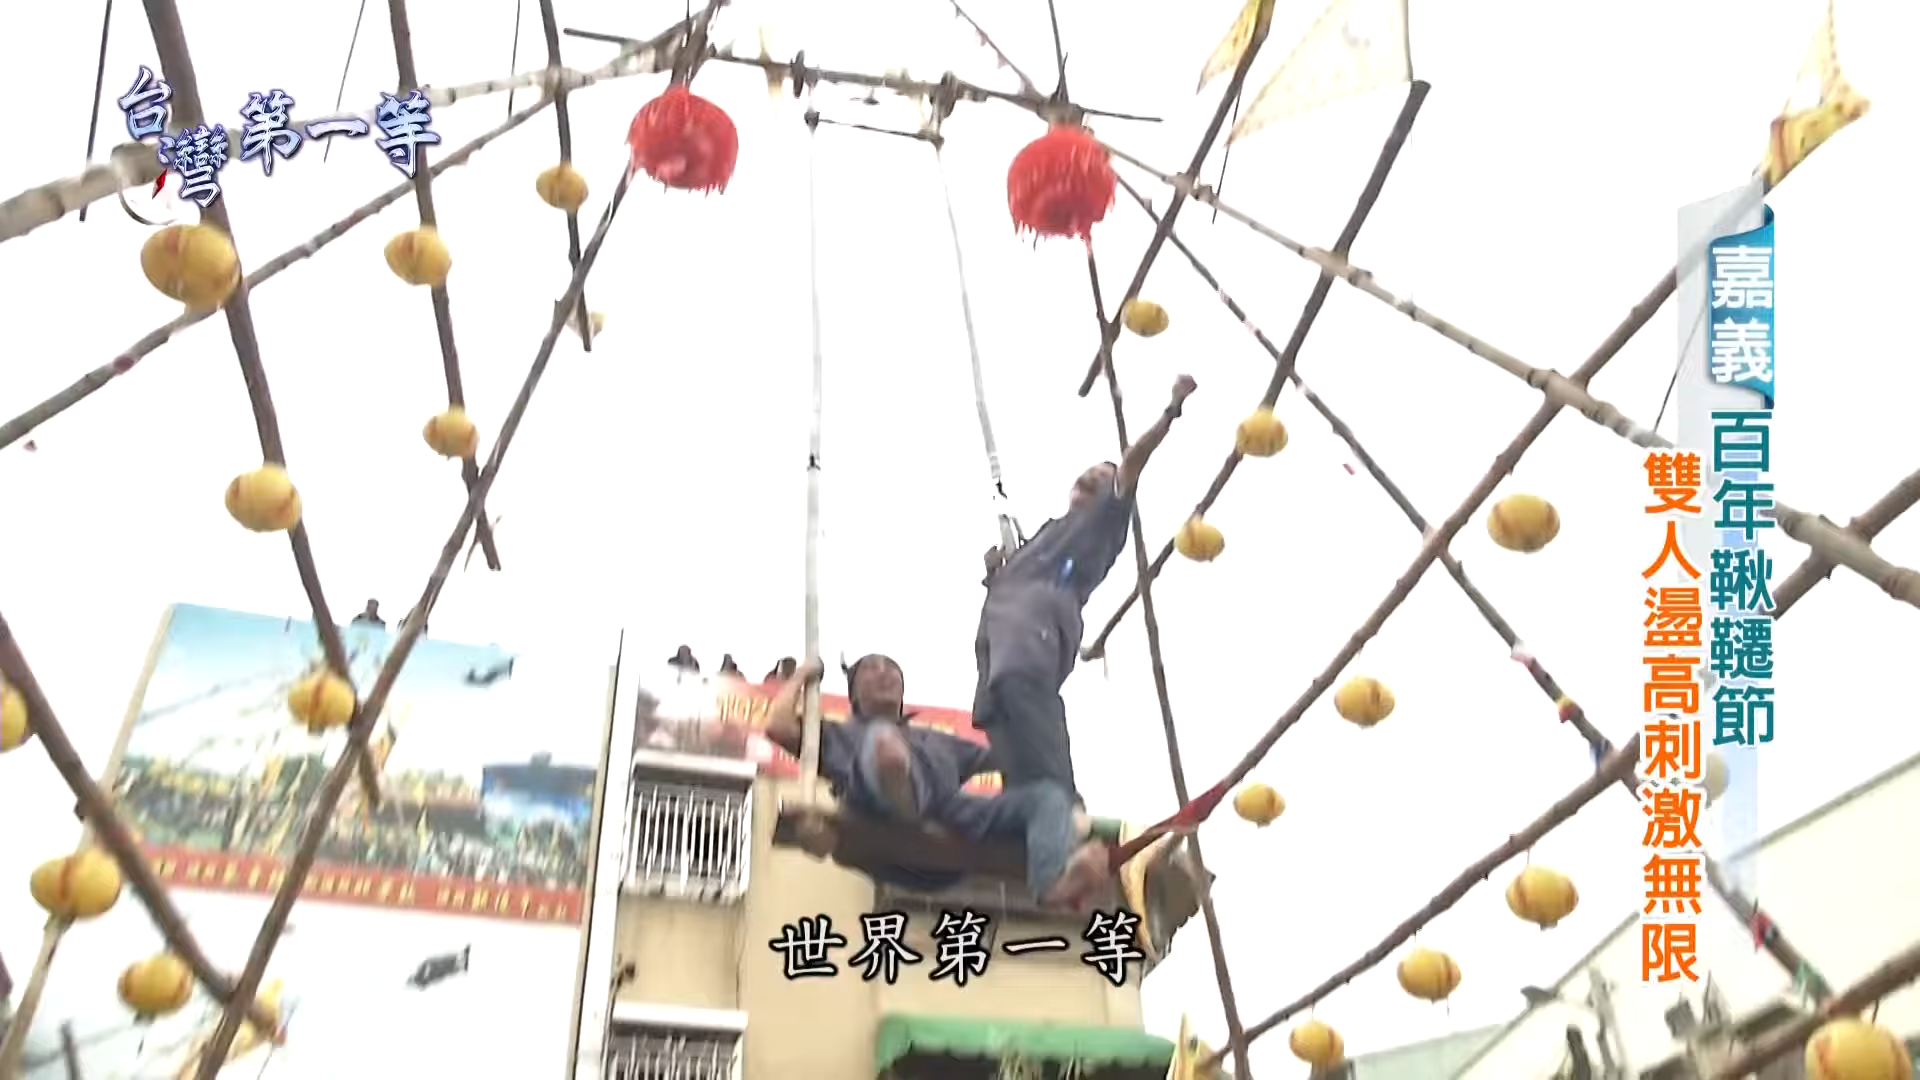 台灣第一等
嘉義 百年鞦韆節
雙人盪高刺激無限
世界第一等